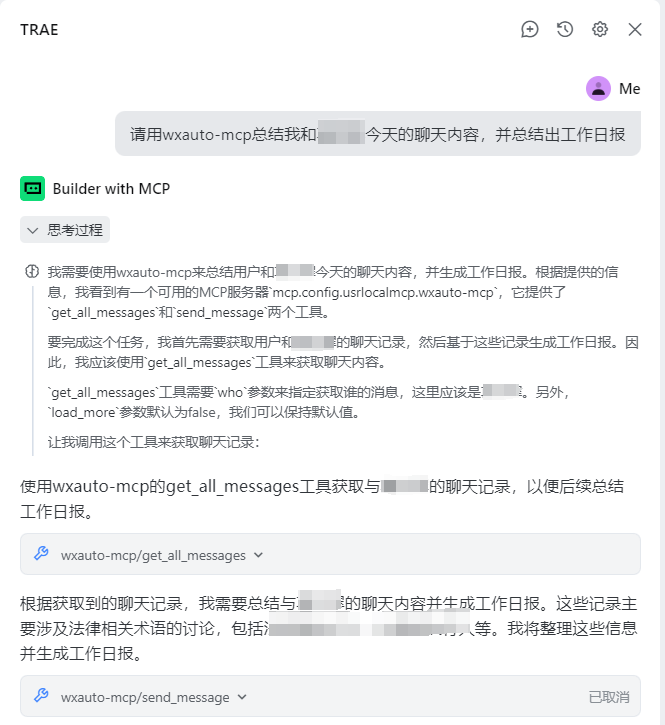 TRAE
Me
请用wxauto-mcp总结我和今天的聊天内容，并总结出工作日报
Builder with MCP
思考过程
我需要使用wxauto-mcp来总结用户和今天的聊天内容，并生成工作日报。根据提供的信
息，我看到有一个可用的MCP服务器`mcp.config.usrlocalmcp.wxauto-mcp`，它提供了
`get_all_messages`和`send_message`两个工具。
要完成这个任务，我首先需要获取用户和的聊天记录，然后基于这些记录生成工作日报。因
此，我应该使用`get_all_messages`工具来获取聊天内容。
`get_all_messages`工具需要`who`参数来指定获取谁的消息，这里应该是。另外，
`load_more`参数默认为false，我们可以保持默认值。
让我调用这个工具来获取聊天记录：
使用wxauto-mcp的get_all_messages工具获取与的聊天记录，以便后续总结
工作日报。
wxauto-mcp/get_all_messages
根据获取到的聊天记录，我需要总结与的聊天内容并生成工作日报。这些记录主
要涉及法律相关术语的讨论，包括等。我将整理这些信息
并生成工作日报。
wxauto-mcp/send_message
已取消